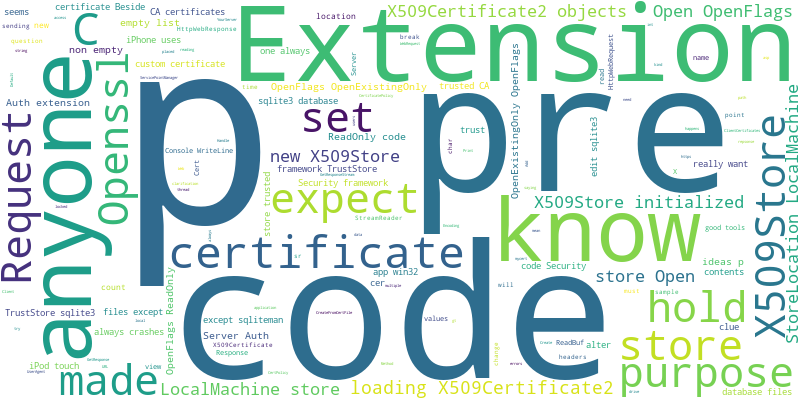 certificate Beside
seems
CA certificates
sending new
empty list
question
iPhone uses
non empty
location
HttpWebResponse
one always
break
custom certificate
Extension
X509Certificate2 objects
Open OpenFlags
name
read
HttpWebRequest
c
anyone
Openssl
Request
Auth extension
p
pre
set
sqlite3 database
OpenFlags OpenExistingOnly
trusted CA
ReadOnly code
trust
char
OpenExistingOnly OpenFlags
edit sqlite3
Console WriteLine
Cert
new X509Store
framework TrustStore
Security framework
expect
StreamReader
store trusted
know
point
really want
X
X509Store initialized
good tools
X509Store
StoreLocation LocalMachine
certificate
code
app win32
cer
code Security
store Open
ideas p
contents
count
OpenFlags ReadOnly
TrustStore sqlite3
files except
always crashes
except sqliteman
Server Auth
X509Certificate
Response
will
values
ReadBuf
headers
alter
clue
hold
store
purpose
iPod touch
view
made
LocalMachine store
loading X509Certificate2
change
errors
sample
database files